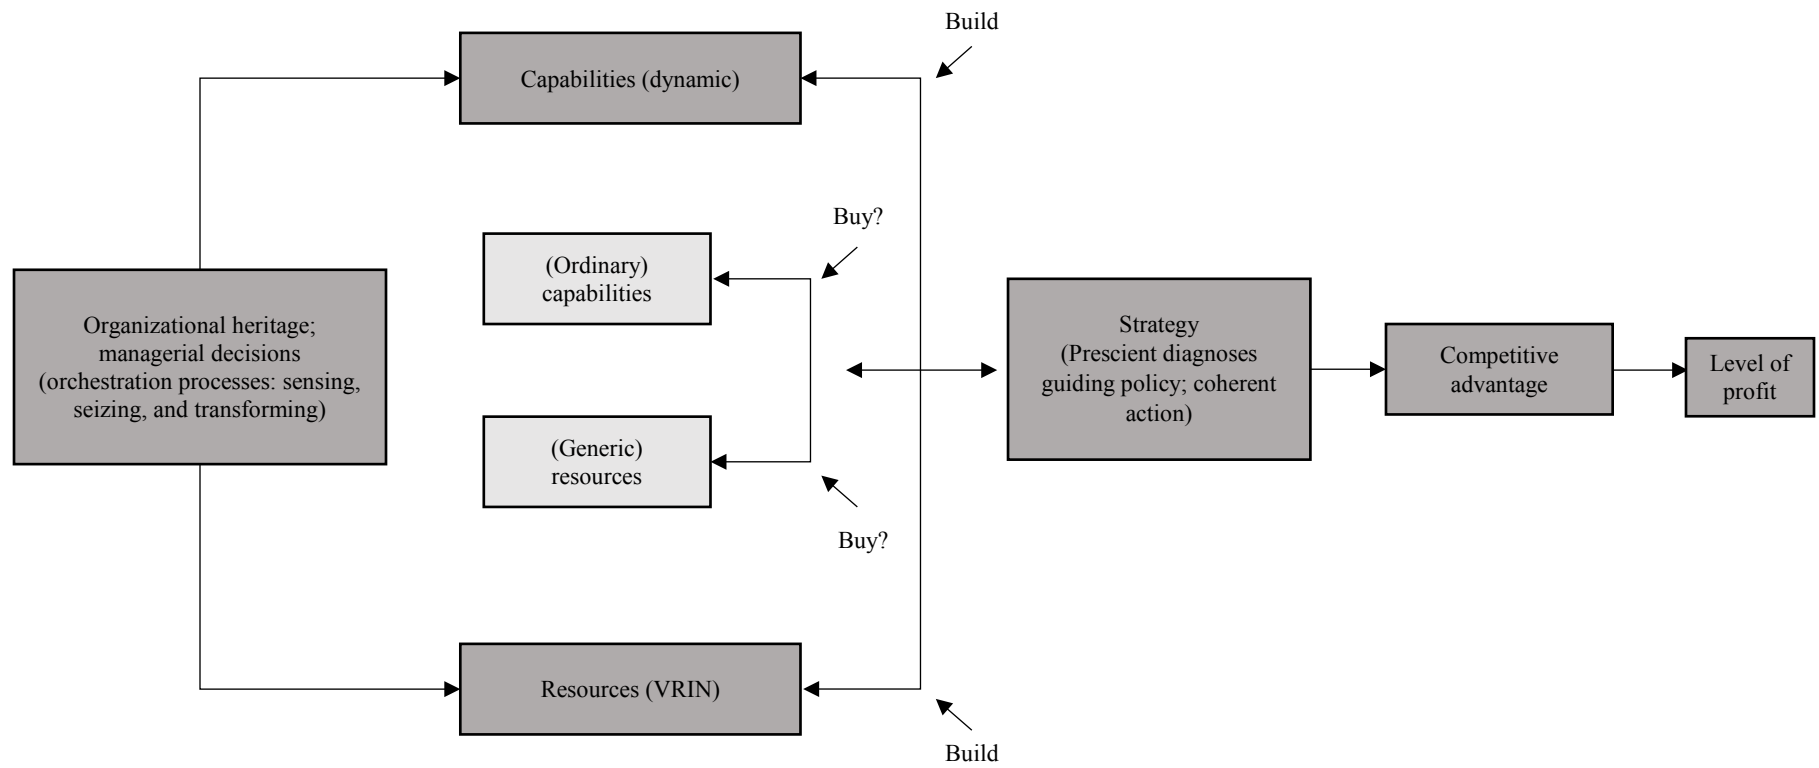 Build
Capabilities (dynamic)
Buy?
(Ordinary)
capabilities
Organizational heritage;
managerial decisions
(orchestration processes: sensing,
seizing, and transforming)
Strategy
(Prescient diagnoses
guiding policy; coherent
action)
Competitive
advantage
Level of
profit
(Generic)
resources
Buy?
Resources (VRIN)
Build